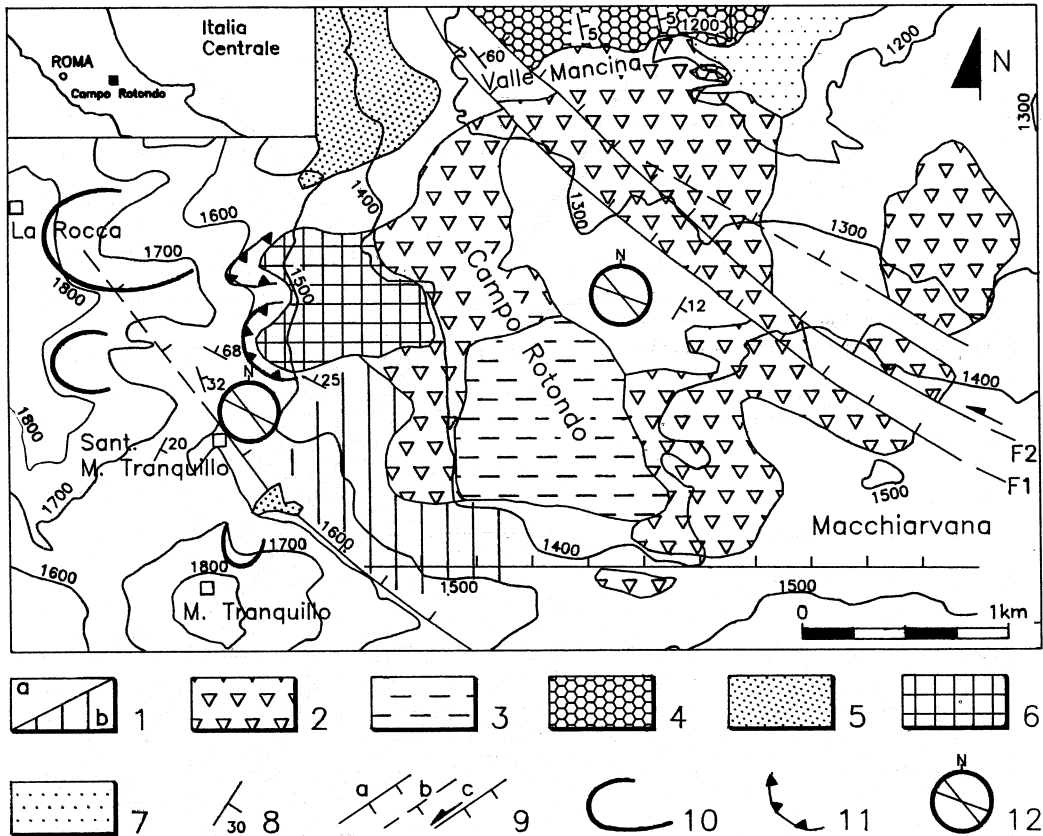 Italia
Centrale
ROMA
Campo Rotondo
N
5
5
1200
60
Valle Mancina
1200
1300
1400
1300
1600
La Rocca
1700
1800
1500
Campo
Rotondo
N
12
1300
68
N
32
25
1400
1800
Sant.
M. Tranquillo
20
1700
F2
F1
1500
Macchiarvana
1600
1400
1700
1600
1800
1500
1500
M. Tranquillo
0 1km
a b 1
2
3
4
5
6
7
30 8
a b c 9
10
11
N 12